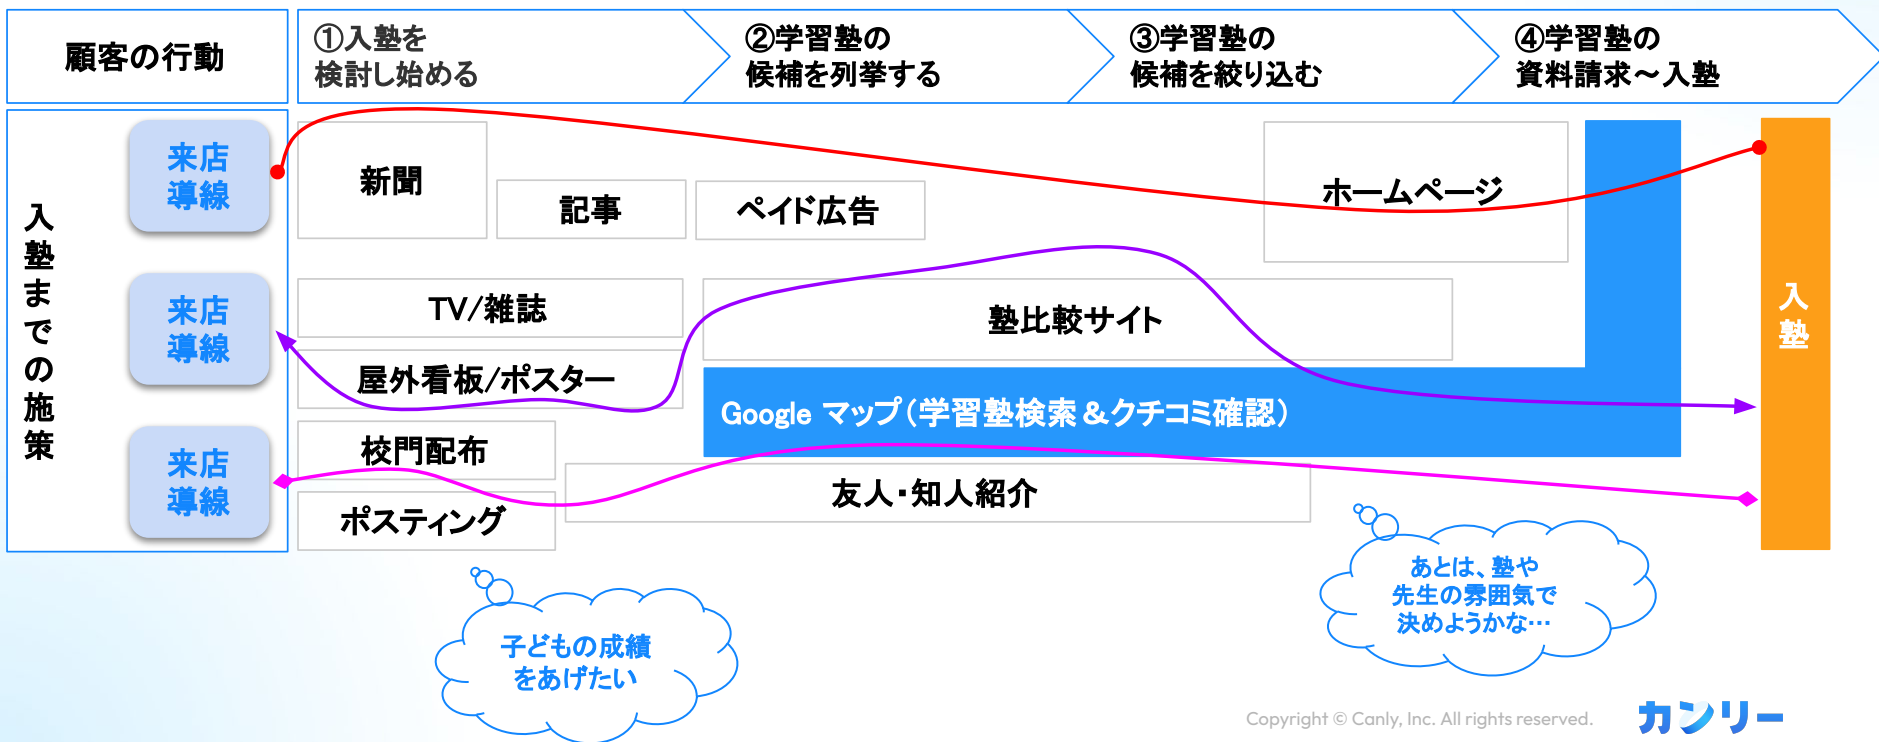 顧客の行動
①入塾を
検討し始める
②学習塾の
候補を列挙する
③学習塾の
候補を絞り込む
④学習塾の
資料請求～入塾
入塾までの施策
来店
導線
来店
導線
来店
導線
新聞
記事
ペイド広告
ホームページ
TV/雑誌
塾比較サイト
屋外看板/ポスター
Google マップ（学習塾検索＆クチコミ確認）
校門配布
友人・知人紹介
ポスティング
入塾
子どもの成績
をあげたい
あとは、塾や
先生の雰囲気で
決めようかな…
Copyright © Canly, Inc. All rights reserved.
カンリー